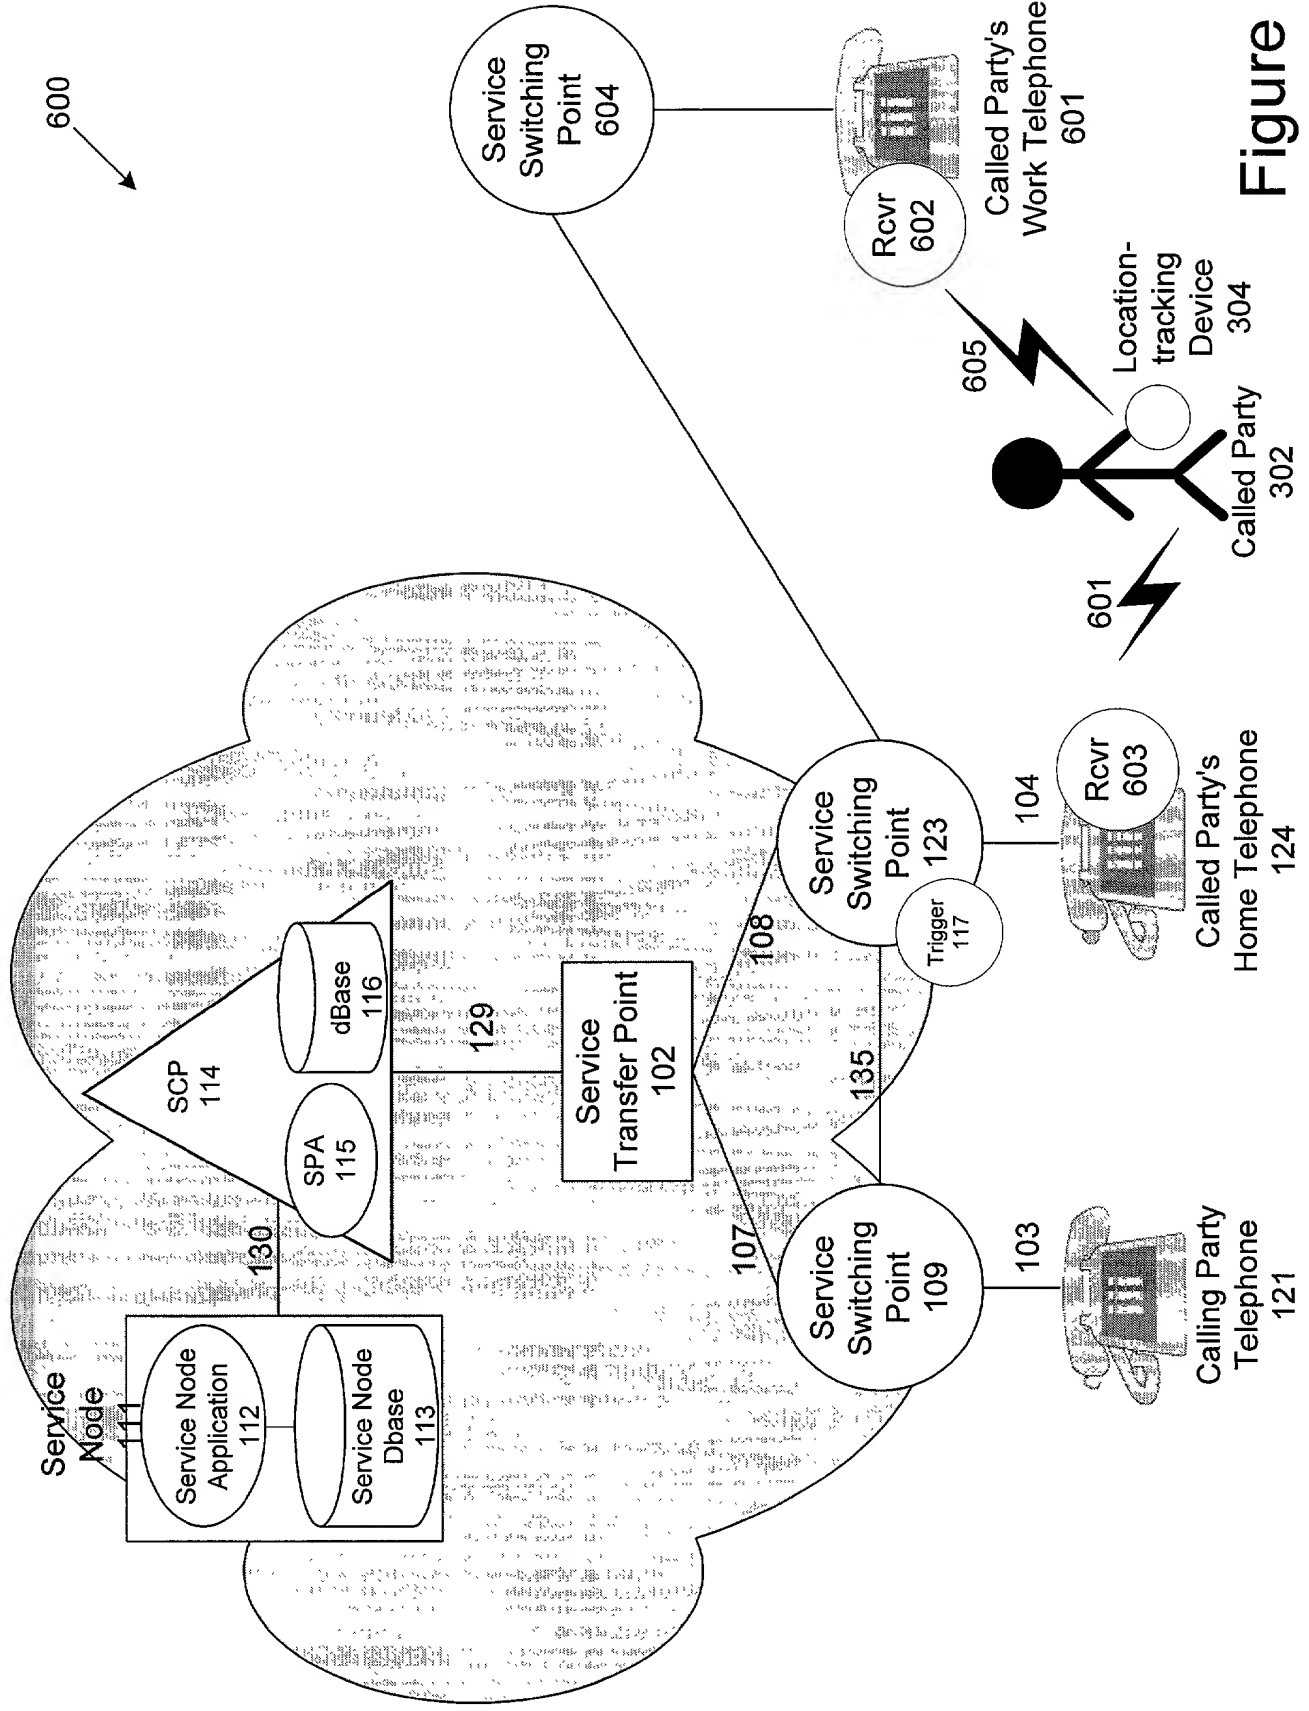 600
Service
Node
111
Service Node
Application
112
Service Node
Dbase
113
130
SCP
114
SPA
115
dBase
116
129
Service
Transfer Point
102
107
108
135
Service
Switching
Point
109
Service
Switching
Point
123
Trigger
117
Service
Switching
Point
604
103
104
Calling Party
Telephone
121
Rcvr
603
Called Party's
Home Telephone
124
601
605
Called Party
302
Location-
tracking
Device
304
Rcvr
602
Called Party's
Work Telephone
601
Figure